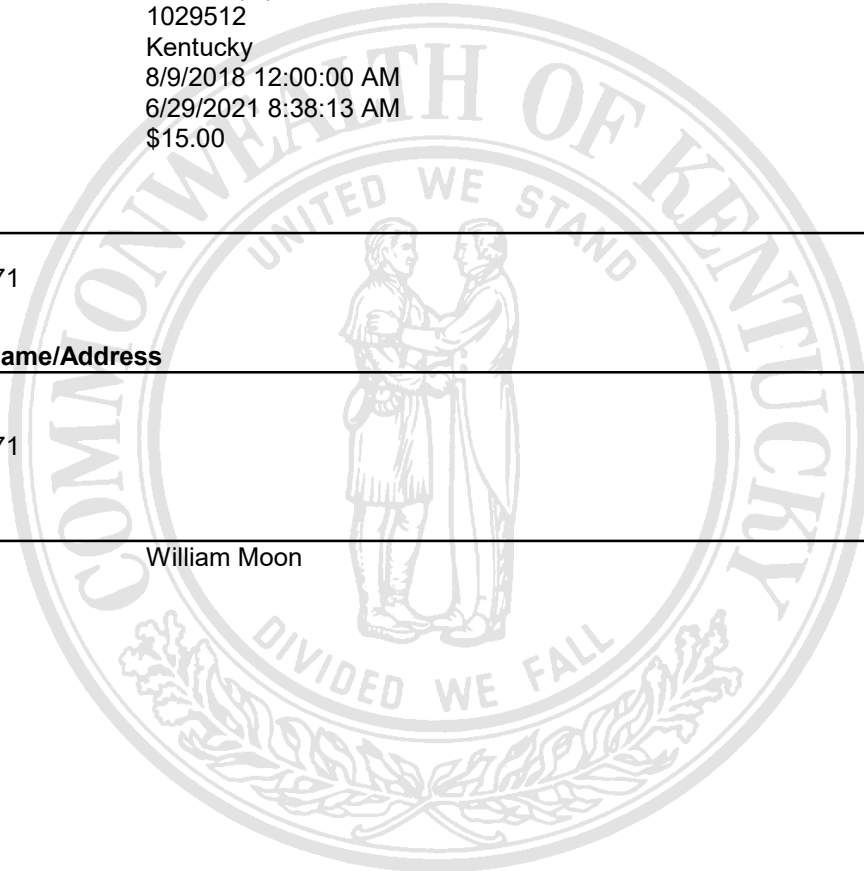 1029512
Kentucky
8/9/2018 12:00:00 AM
6/29/2021 8:38:13 AM
$15.00
COMMONWEALTH OF KENTUCKY
UNITED WE STAND
71
ame/Address
71
William Moon
DIVIDED WE FALL